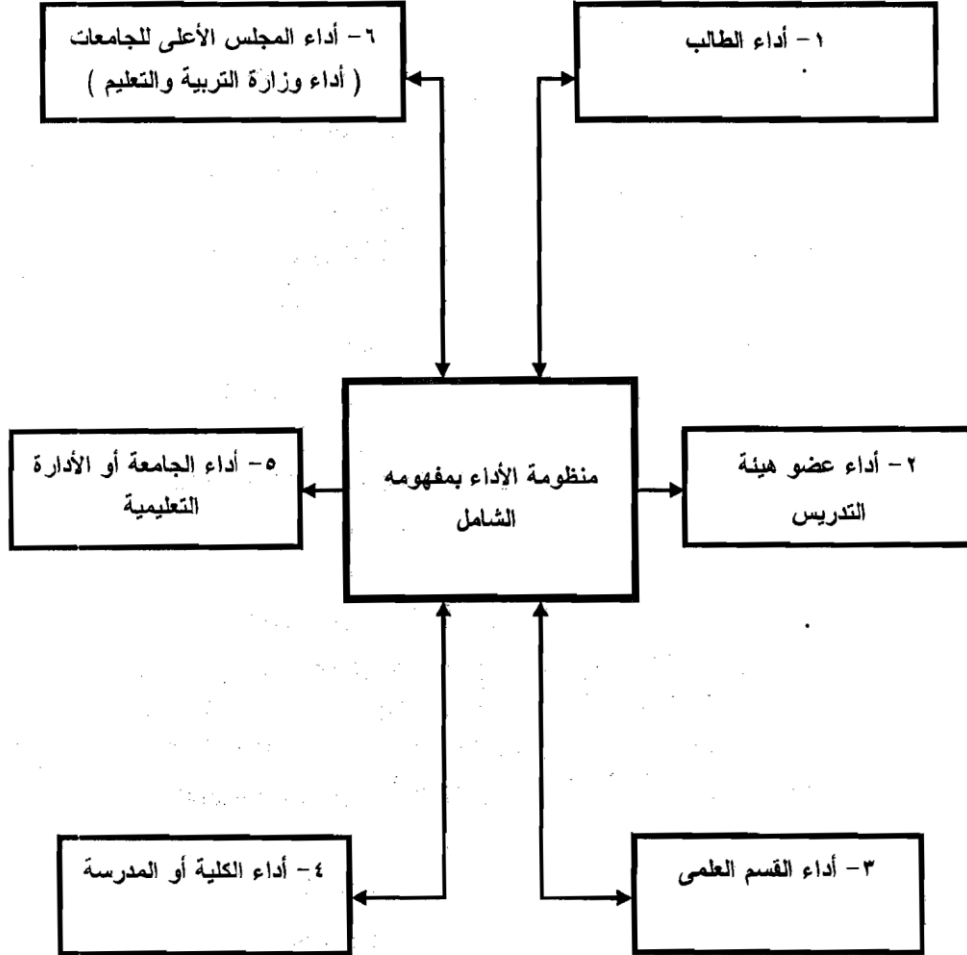 ١- أداء الطالب
٦- أداء المجلس الأعلى للجامعات
( أداء وزارة التربية والتعليم )
٢- أداء عضو هيئة
التدريس
منظومة الأداء بمفهومه
الشامل
٥- أداء الجامعة أو الأدارة
التعليمية
٣- أداء القسم العلمى
٤- أداء الكلية أو المدرسة